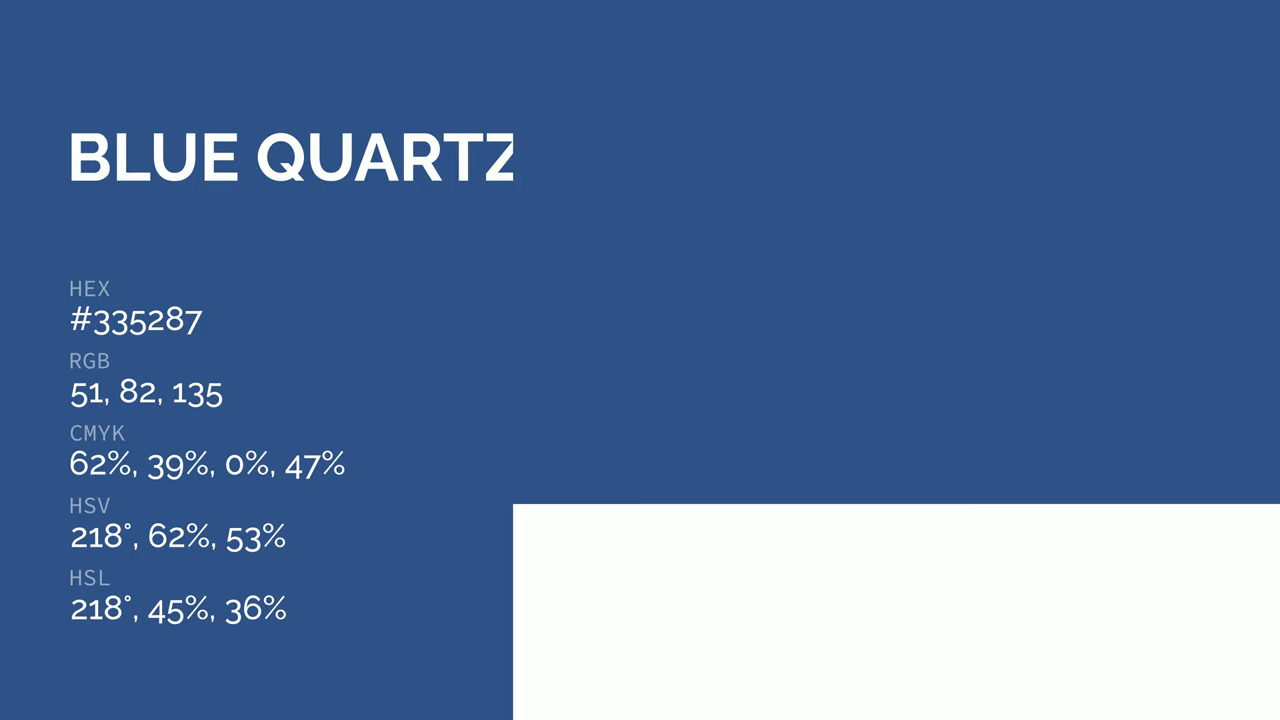 BLUE QUARTZ
HEX
#335287
RGB
51, 82, 135
CMYK
62%, 39%, 0%, 47%
HSV
218°, 62%, 53%
HSL
218°, 45%, 36%